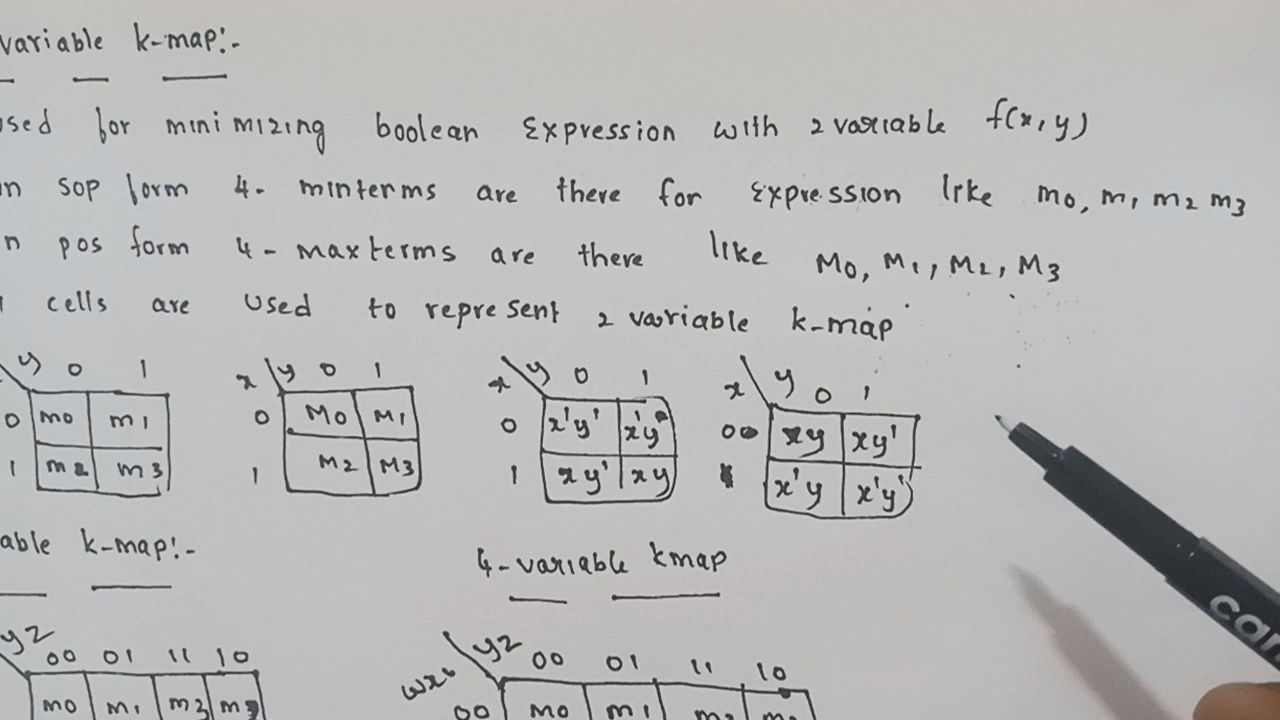 variable k-map:-
used for minimizing boolean Expression with 2 variable f(x,y)
in SOP form 4- minterms are there for Expression like m0, m1 m2 m3
in pos form 4- maxterms are there like M0, M1, M2, M3
cells are used to represent 2 variable k-map
y 0 1 x y 0 1 x y 0 1 x y 0 1
0 m0 m1 0 M0 M1 0 x'y' x'y 0 xy xy'
1 m2 m3 1 M2 M3 1 xy' xy x'y x'y'
able k-map:- 4-variable kmap
yz 00 01 11 10 wx yz 00 01 11 10
m0 m1 00 m0 m1
can